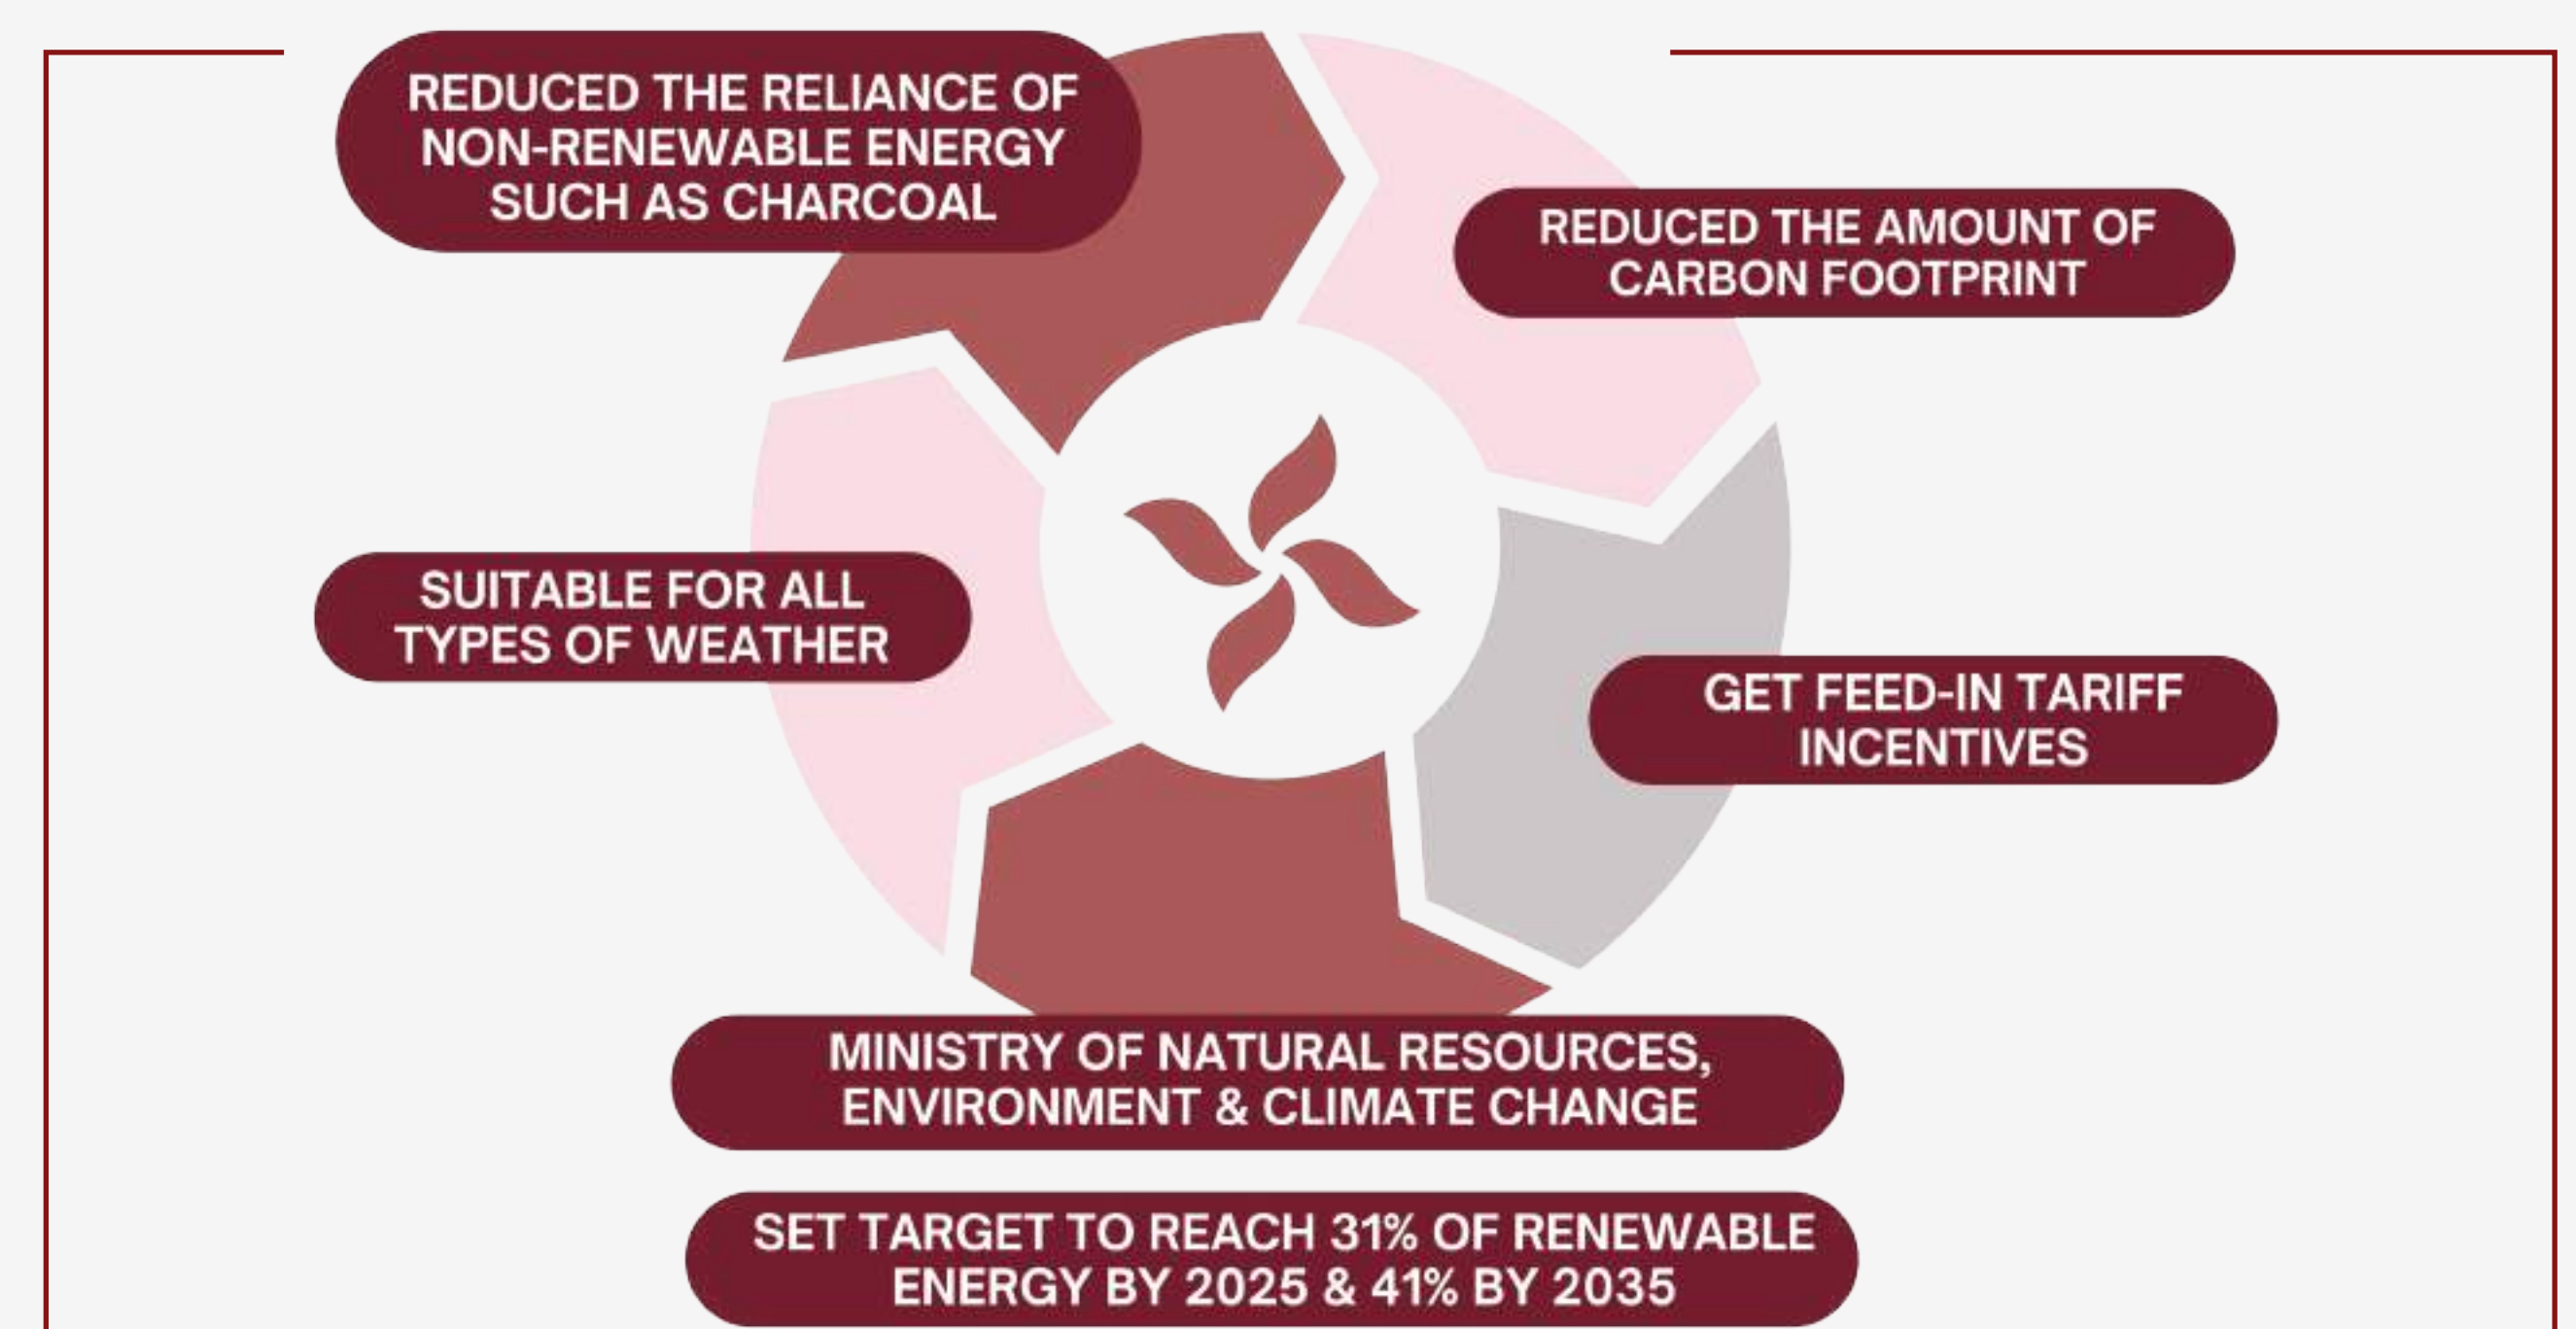 REDUCED THE RELIANCE OF
NON-RENEWABLE ENERGY
SUCH AS CHARCOAL
REDUCED THE AMOUNT OF
CARBON FOOTPRINT
SUITABLE FOR ALL
TYPES OF WEATHER
GET FEED-IN TARIFF
INCENTIVES
MINISTRY OF NATURAL RESOURCES,
ENVIRONMENT & CLIMATE CHANGE
SET TARGET TO REACH 31% OF RENEWABLE
ENERGY BY 2025 & 41% BY 2035